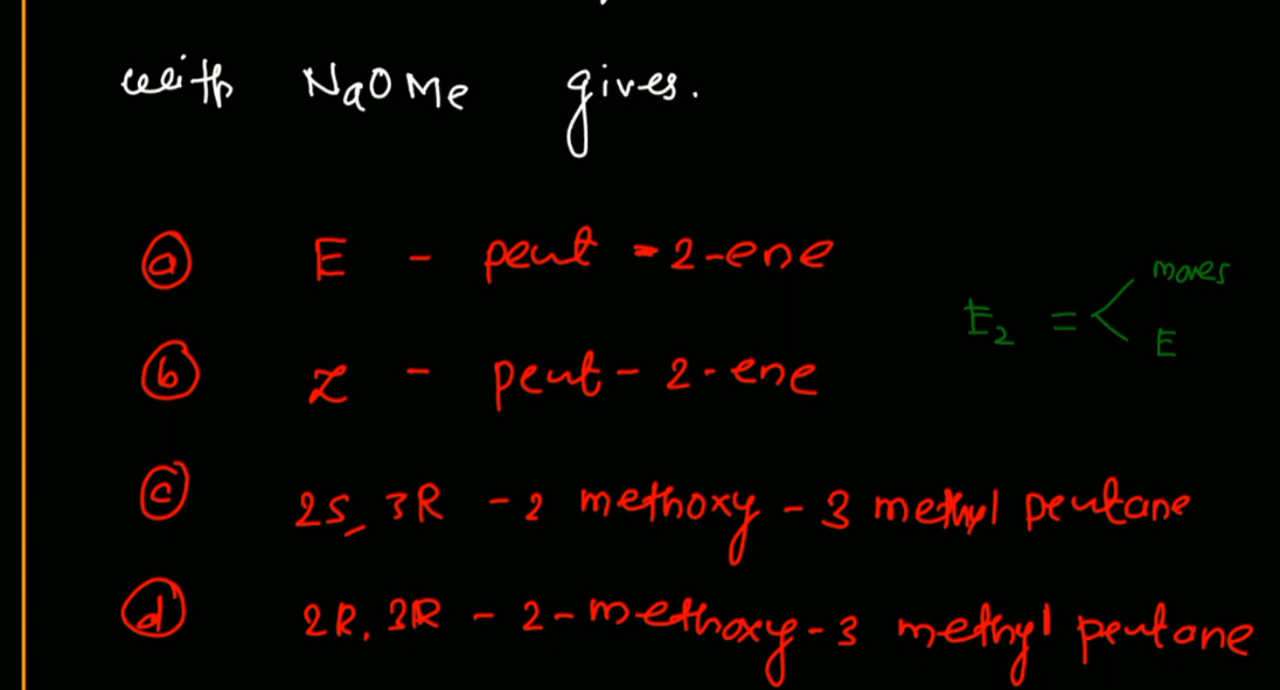 with NaOMe gives.
(a) E - pent - 2-ene
moves
E2 = <
E
(b) Z - pent - 2 - ene
(c) 2S, 3R - 2 methoxy - 3 methyl pentane
(d) 2R, 3R - 2 - methoxy - 3 methyl pentane